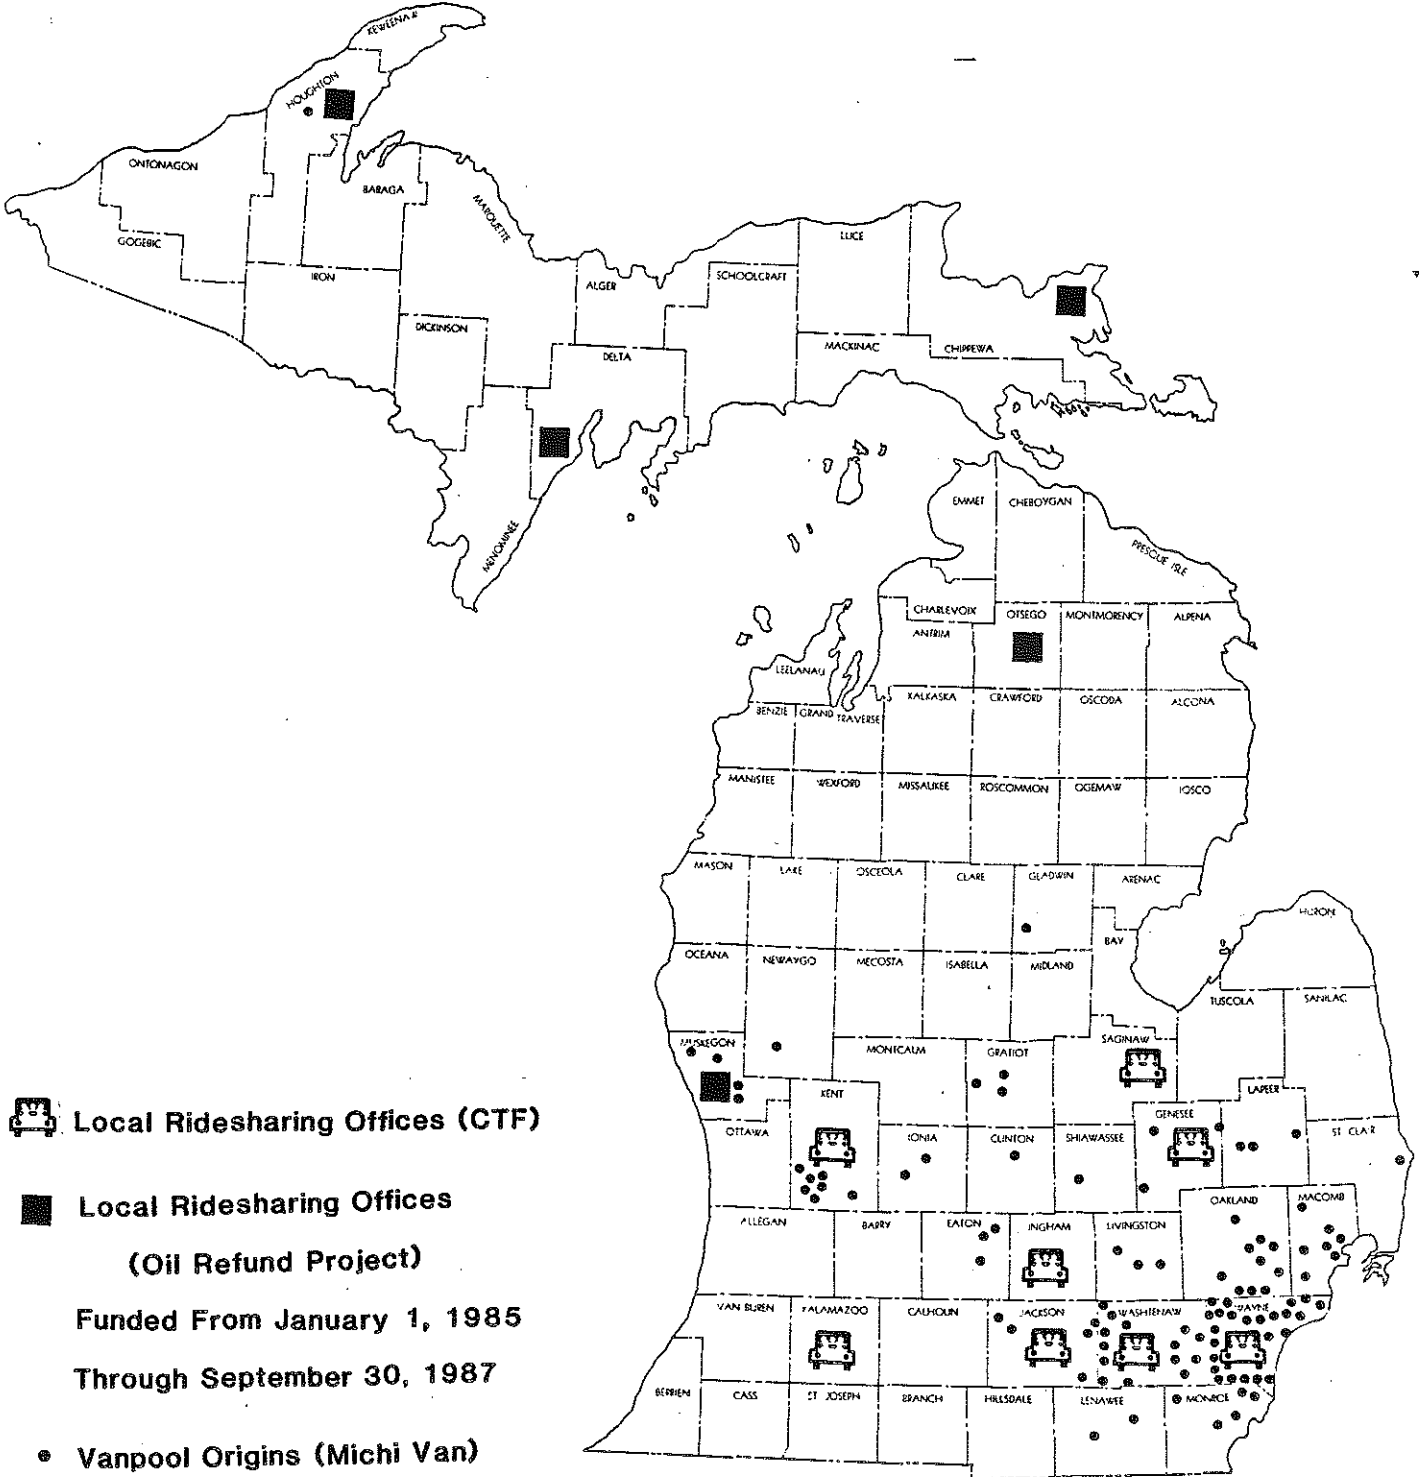 KEWEENAW
HOUGHTON
ONTONAGON
BARAGA
MARQUETTE
GOGEBIC
LUCE
IRON
ALGER
SCHOOLCRAFT
DICKINSON
DELTA
MACKINAC
CHIPPEWA
MENOMINEE
EMMET
CHEBOYGAN
PRESQUE ISLE
CHARLEVOIX
OTSEGO
MONTMORENCY
ALPENA
ANTRIM
LEELANAU
KALKASKA
CRAWFORD
OSCODA
ALCONA
BENZIE
GRAND TRAVERSE
MANISTEE
WEXFORD
MISSAUKEE
ROSCOMMON
OGEMAW
IOSCO
MASON
LAKE
OSCEOLA
CLARE
GLADWIN
ARENAC
HURON
BAY
OCEANA
NEWAYGO
MECOSTA
ISABELLA
MIDLAND
TUSCOLA
SANILAC
MUSKEGON
MONTCALM
GRATIOT
SAGINAW
KENT
LAPEER
GENESEE
OTTAWA
IONIA
CLINTON
SHIAWASSEE
ST CLAIR
OAKLAND
MACOMB
ALLEGAN
BARRY
EATON
INGHAM
LIVINGSTON
VAN BUREN
KALAMAZOO
CALHOUN
JACKSON
WASHTENAW
WAYNE
BERRIEN
CASS
ST JOSEPH
BRANCH
HILLSDALE
LENAWEE
MONROE
Local Ridesharing Offices (CTF)
Local Ridesharing Offices
(Oil Refund Project)
Funded From January 1, 1985
Through September 30, 1987
Vanpool Origins (Michi Van)